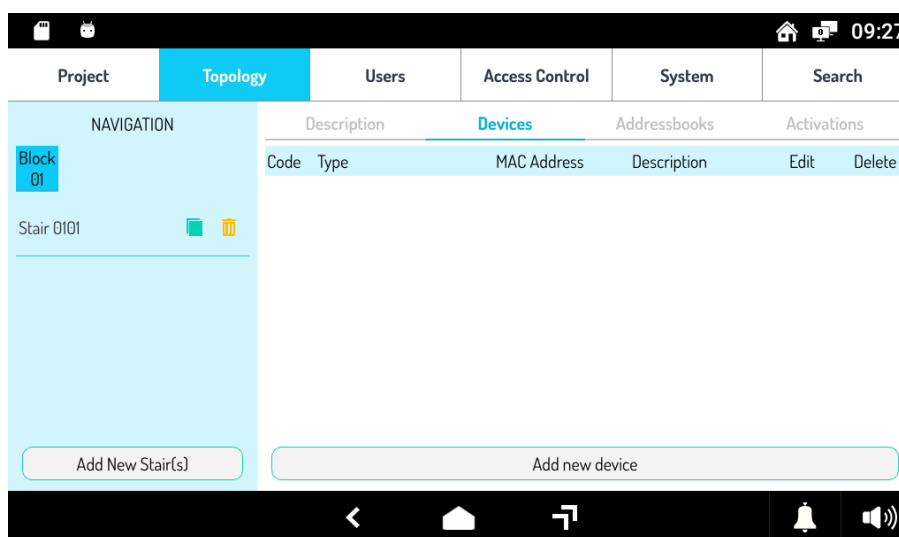 09:27
Project Topology Users Access Control System Search
NAVIGATION
Description Devices Addressbooks Activations
Block
01
Code Type MAC Address Description Edit Delete
Stair 0101
Add New Stair(s)
Add new device